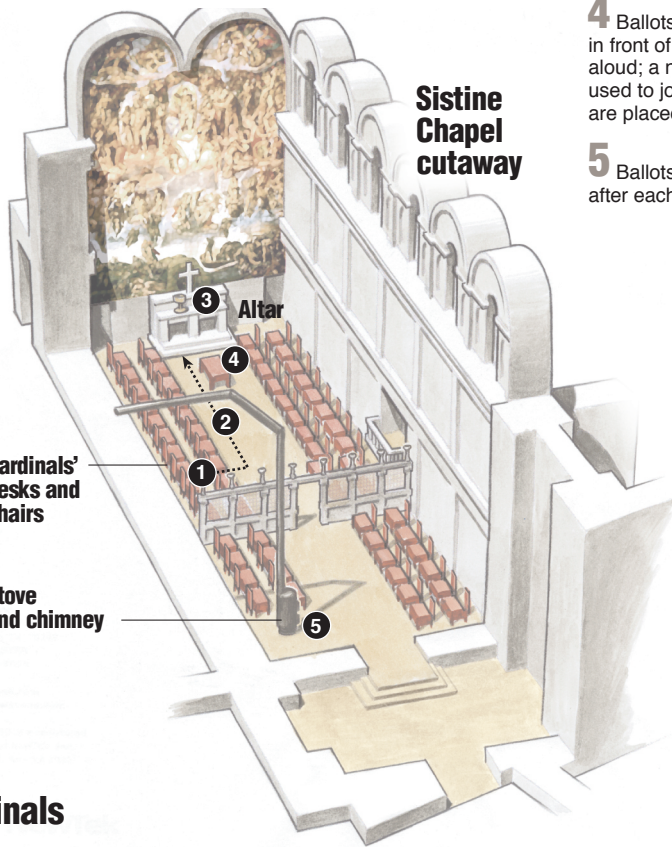 4 Ballots
in front of
aloud; a n
used to jo
are placed
5 Ballots
after each
Sistine
Chapel
cutaway
3
Altar
4
2
1
ardinals'
esks and
hairs
tove
nd chimney
5
inals